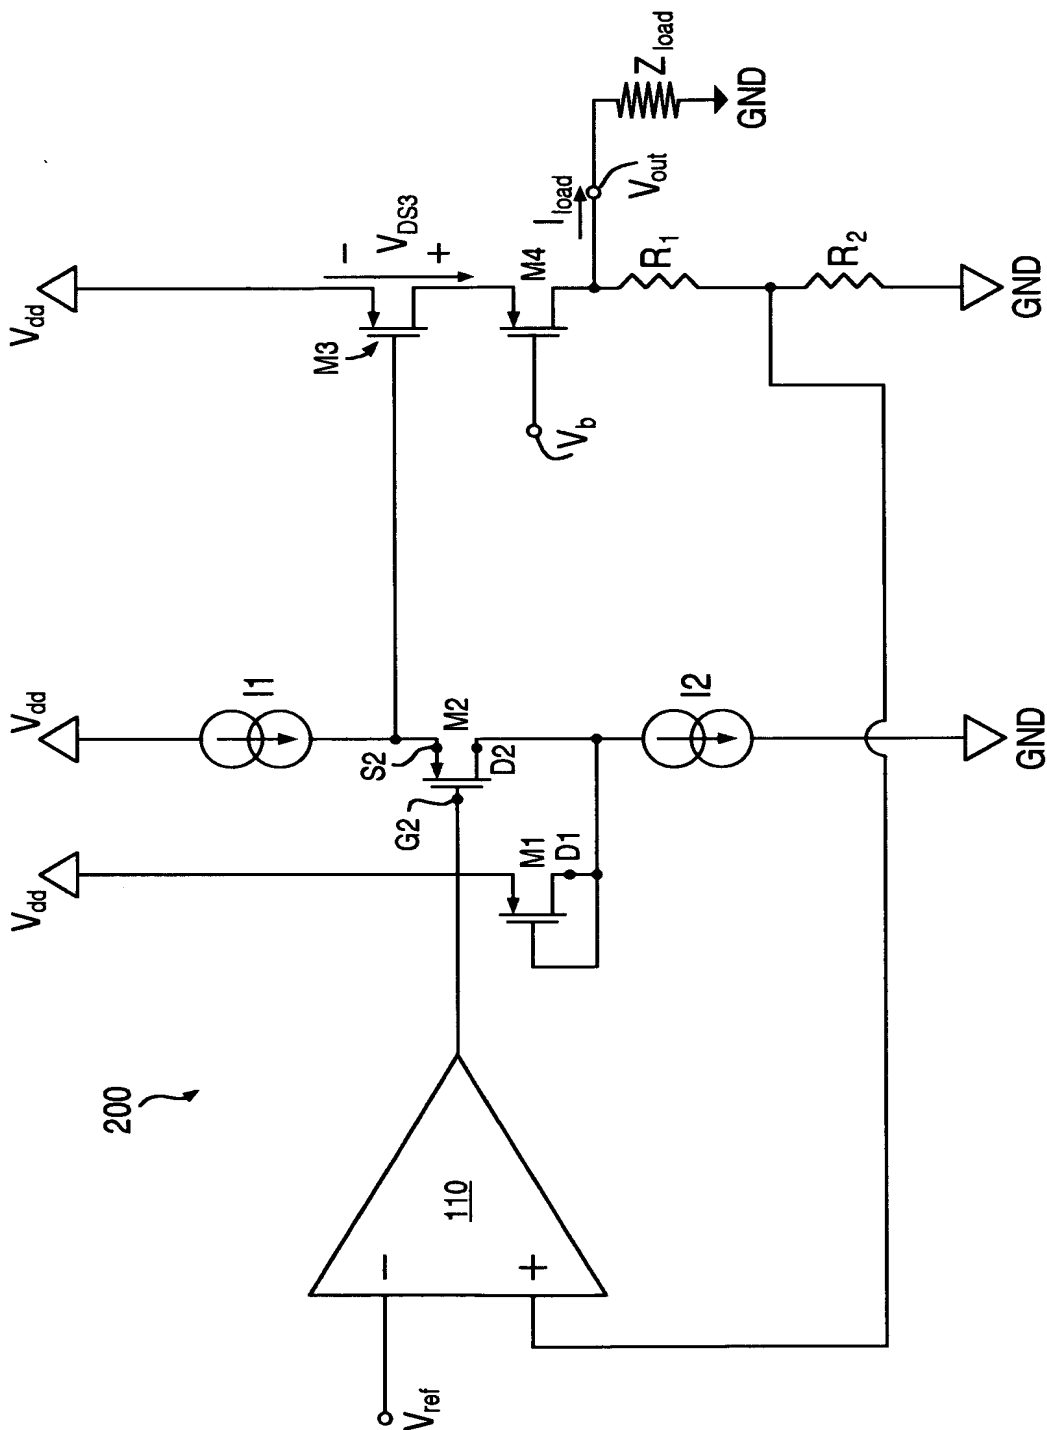 200
V_ref
−
+
110
V_dd
V_dd
I1
S2
M2
G2
D2
M1
D1
I2
GND
V_dd
M3
−
V_DS3
+
M4
V_b
I_load
V_out
Z_load
GND
R_1
R_2
GND